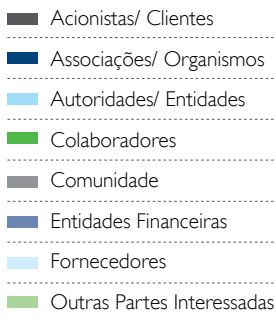 Acionistas/ Clientes
Associações/ Organismos
Autoridades/ Entidades
Colaboradores
Comunidade
Entidades Financeiras
Fornecedores
Outras Partes Interessadas